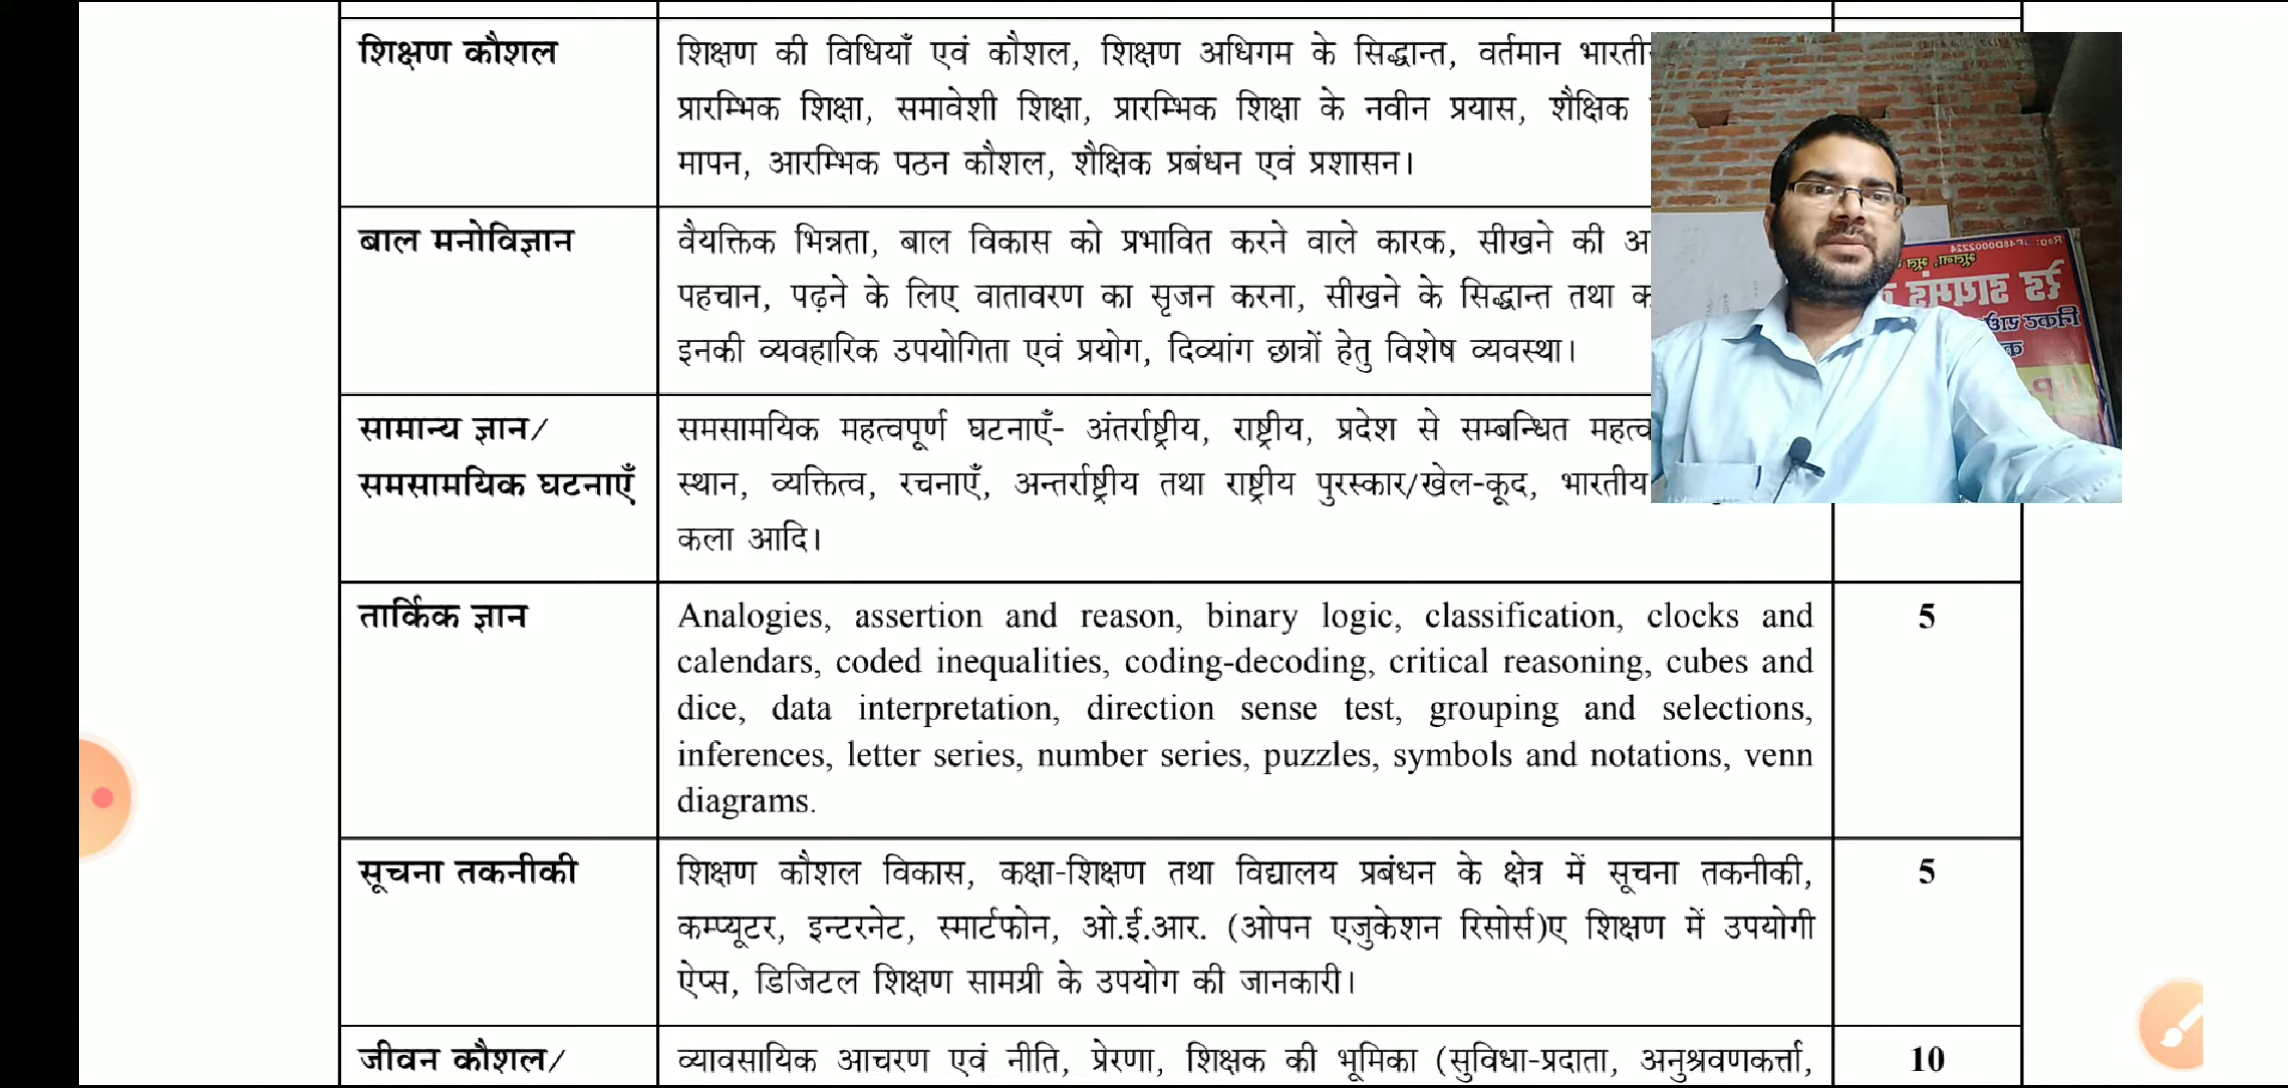 शिक्षण कौशल
शिक्षण की विधियाँ एवं कौशल, शिक्षण अधिगम के सिद्धान्त, वर्तमान
प्रारम्भिक शिक्षा, समावेशी शिक्षा, प्रारम्भिक शिक्षा के नवीन प्रयास, शैक्षिक
मापन, आरम्भिक पठन कौशल, शैक्षिक प्रबंधन एवं प्रशासन।
बाल मनोविज्ञान
वैयक्तिक भिन्नता, बाल विकास को प्रभावित करने वाले कारक, सीखने की
पहचान, पढ़ने के लिए वातावरण का सृजन करना, सीखने के सिद्धान्त तथा
इनकी व्यवहारिक उपयोगिता एवं प्रयोग, दिव्यांग छात्रों हेतु विशेष व्यवस्था।
सामान्य ज्ञान/
समसामयिक घटनाएँ
समसामयिक महत्वपूर्ण घटनाएँ- अंतर्राष्ट्रीय, राष्ट्रीय, प्रदेश से सम्बन्धित
स्थान, व्यक्तित्व, रचनाएँ, अन्तर्राष्ट्रीय तथा राष्ट्रीय पुरस्कार/खेल-कूद, भारतीय
कला आदि।
तार्किक ज्ञान
Analogies, assertion and reason, binary logic, classification, clocks and
calendars, coded inequalities, coding-decoding, critical reasoning, cubes and
dice, data interpretation, direction sense test, grouping and selections,
inferences, letter series, number series, puzzles, symbols and notations, venn
diagrams.
5
सूचना तकनीकी
शिक्षण कौशल विकास, कक्षा-शिक्षण तथा विद्यालय प्रबंधन के क्षेत्र में सूचना तकनीकी,
कम्प्यूटर, इन्टरनेट, स्मार्टफोन, ओ.ई.आर. (ओपन एजुकेशन रिसोर्स)ए शिक्षण में उपयोगी
ऐप्स, डिजिटल शिक्षण सामग्री के उपयोग की जानकारी।
5
जीवन कौशल/
व्यावसायिक आचरण एवं नीति, प्रेरणा, शिक्षक की भूमिका (सुविधा-प्रदाता, अनुश्रवणकर्त्ता,
10